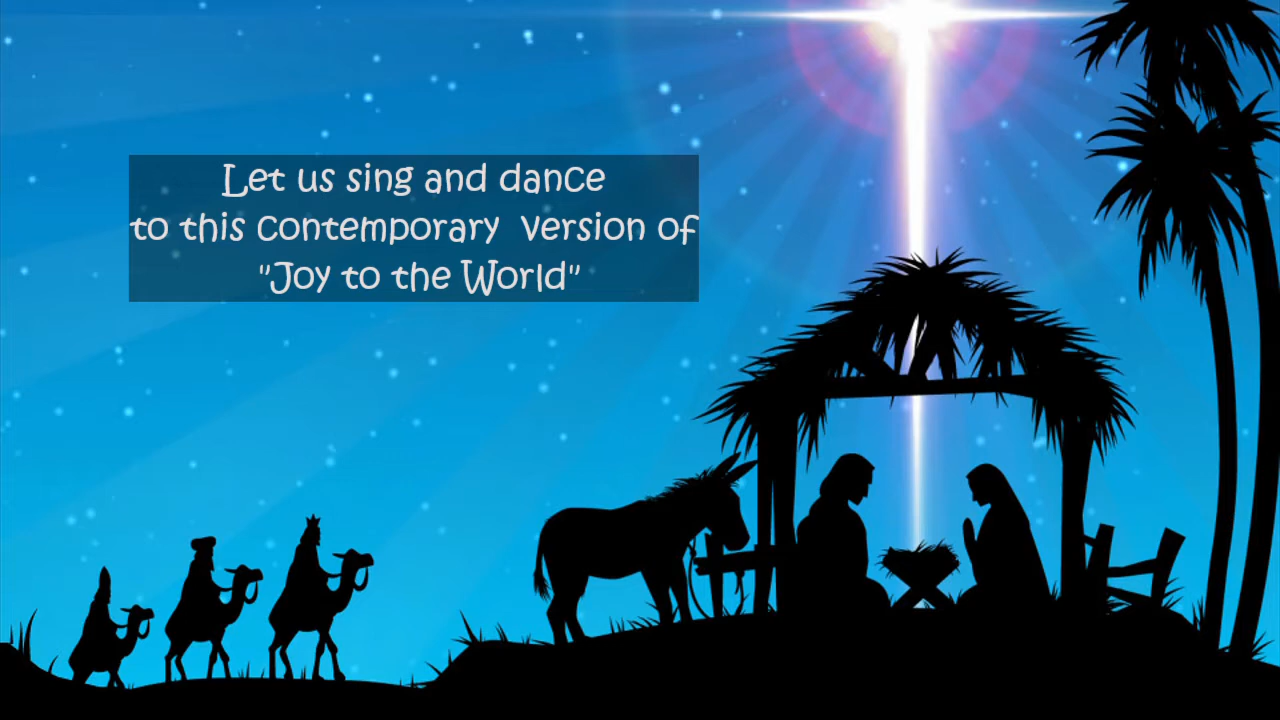 Let us sing and dance
to this contemporary  version of
"Joy to the World"